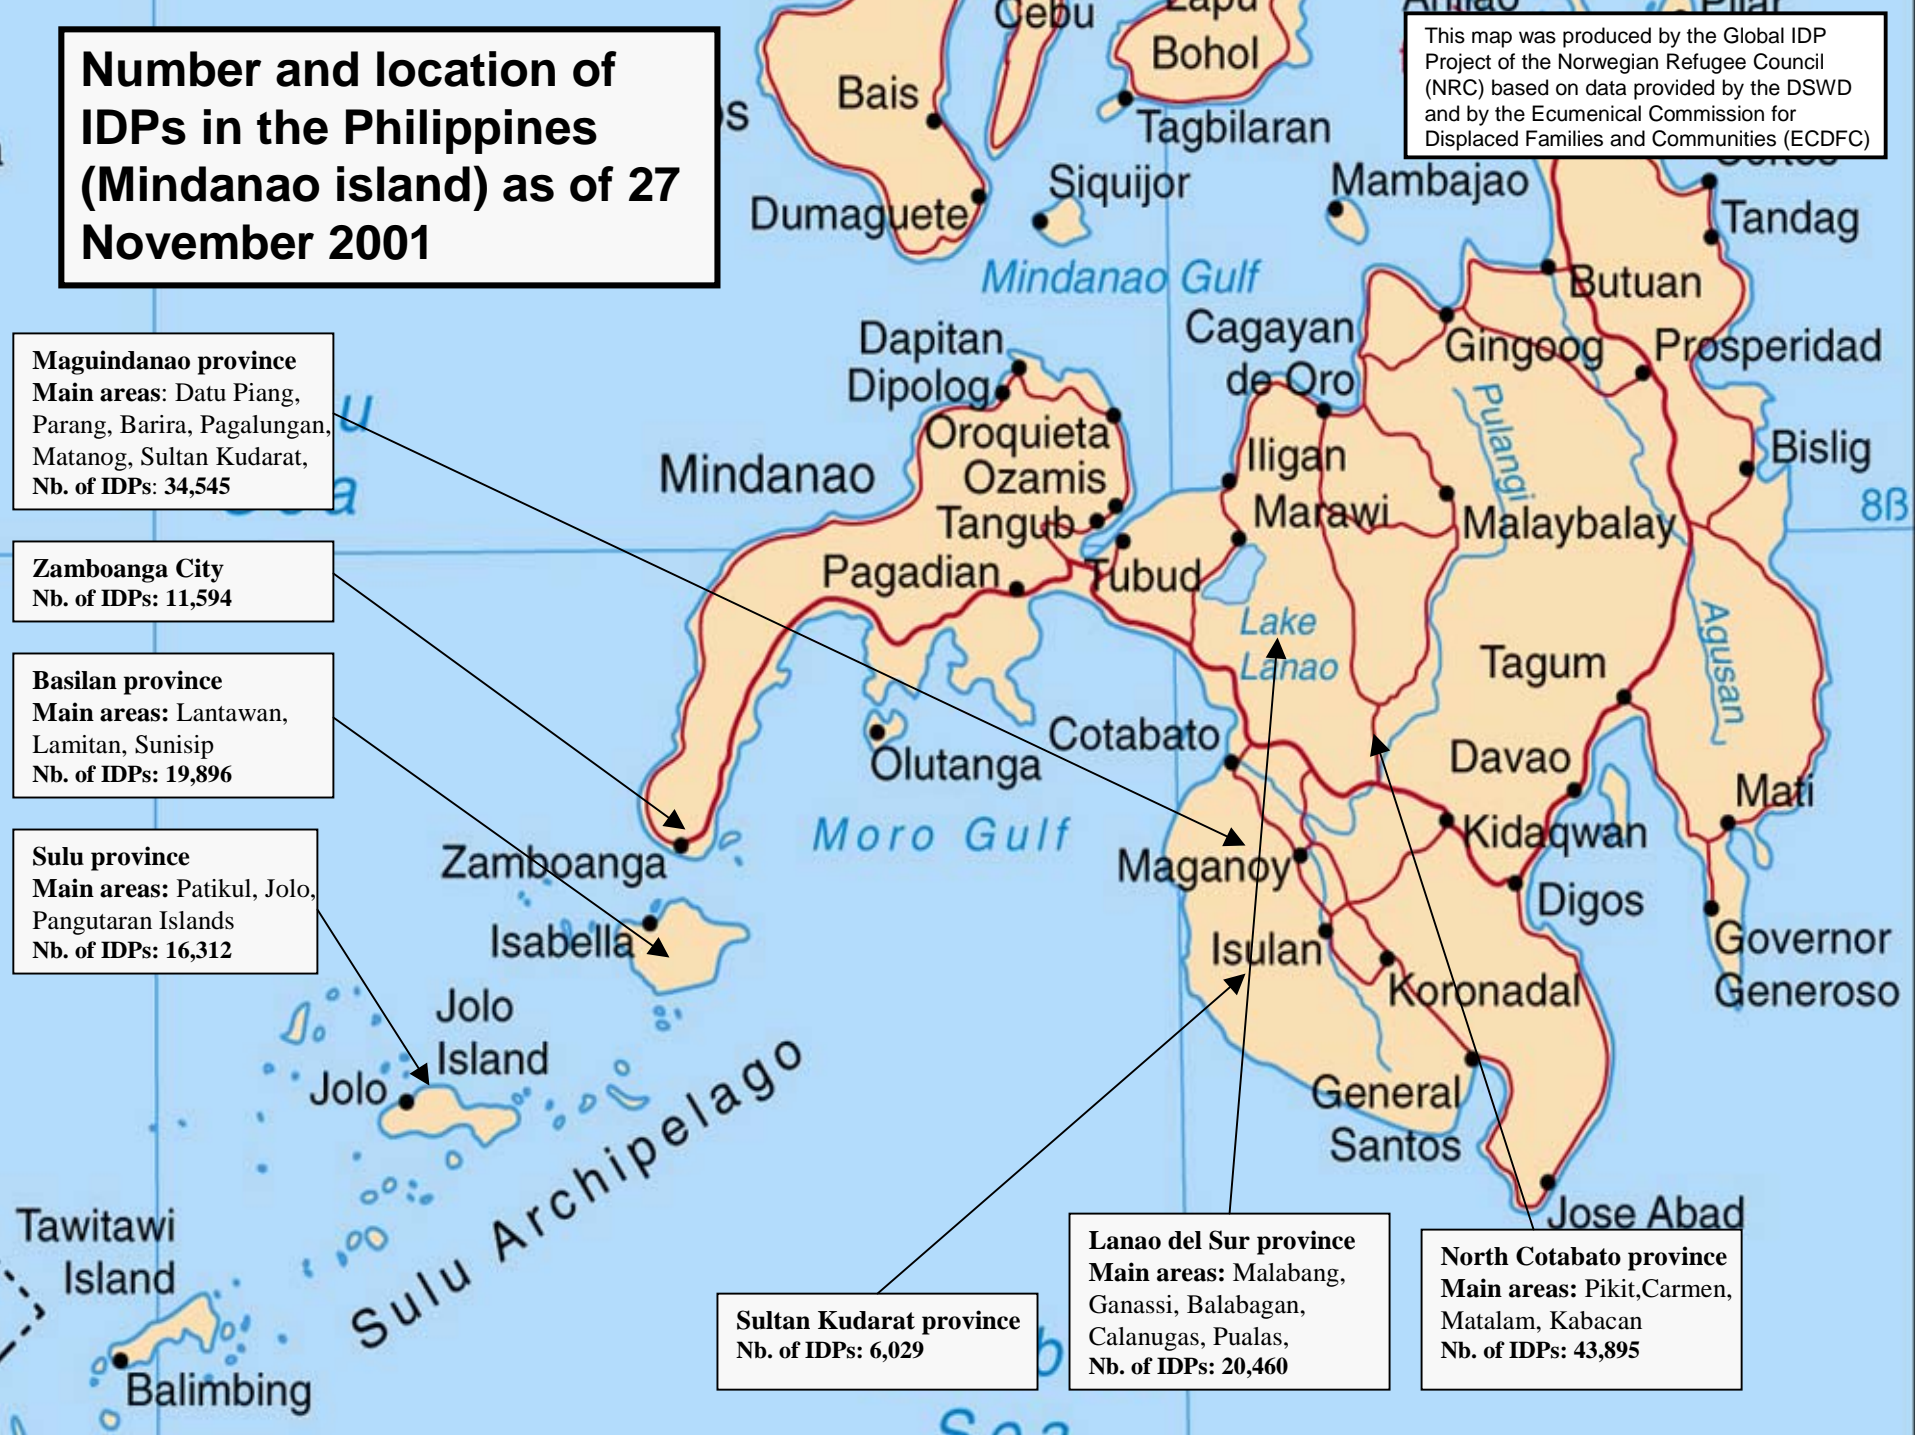 Number and location of
IDPs in the Philippines
(Mindanao island) as of 27
November 2001
This map was produced by the Global IDP
Project of the Norwegian Refugee Council
(NRC) based on data provided by the DSWD
and by the Ecumenical Commission for
Displaced Families and Communities (ECDFC)
Cebu
Lapu
Bohol
Bais
Tagbilaran
Siquijor
Dumaguete
Mambajao
Tandag
Mindanao Gulf
Butuan
Cagayan
de Oro
Gingoog
Prosperidad
Dapitan
Dipolog
Oroquieta
Ozamis
Tangub
Mindanao
Pagadian
Tubud
Iligan
Marawi
Pulangi
Malaybalay
Bislig
8ß
Lake
Lanao
Agusan
Tagum
Cotabato
Olutanga
Davao
Mati
Moro Gulf
Kidaqwan
Maganoy
Digos
Zamboanga
Isabella
Isulan
Koronadal
Governor
Generoso
Jolo
Island
Jolo
General
Santos
Jose Abad
Sulu Archipelago
Tawitawi
Island
Balimbing
Sea
Maguindanao province
Main areas: Datu Piang,
Parang, Barira, Pagalungan,
Matanog, Sultan Kudarat,
Nb. of IDPs: 34,545
Zamboanga City
Nb. of IDPs: 11,594
Basilan province
Main areas: Lantawan,
Lamitan, Sunisip
Nb. of IDPs: 19,896
Sulu province
Main areas: Patikul, Jolo,
Pangutaran Islands
Nb. of IDPs: 16,312
Sultan Kudarat province
Nb. of IDPs: 6,029
Lanao del Sur province
Main areas: Malabang,
Ganassi, Balabagan,
Calanugas, Pualas,
Nb. of IDPs: 20,460
North Cotabato province
Main areas: Pikit,Carmen,
Matalam, Kabacan
Nb. of IDPs: 43,895